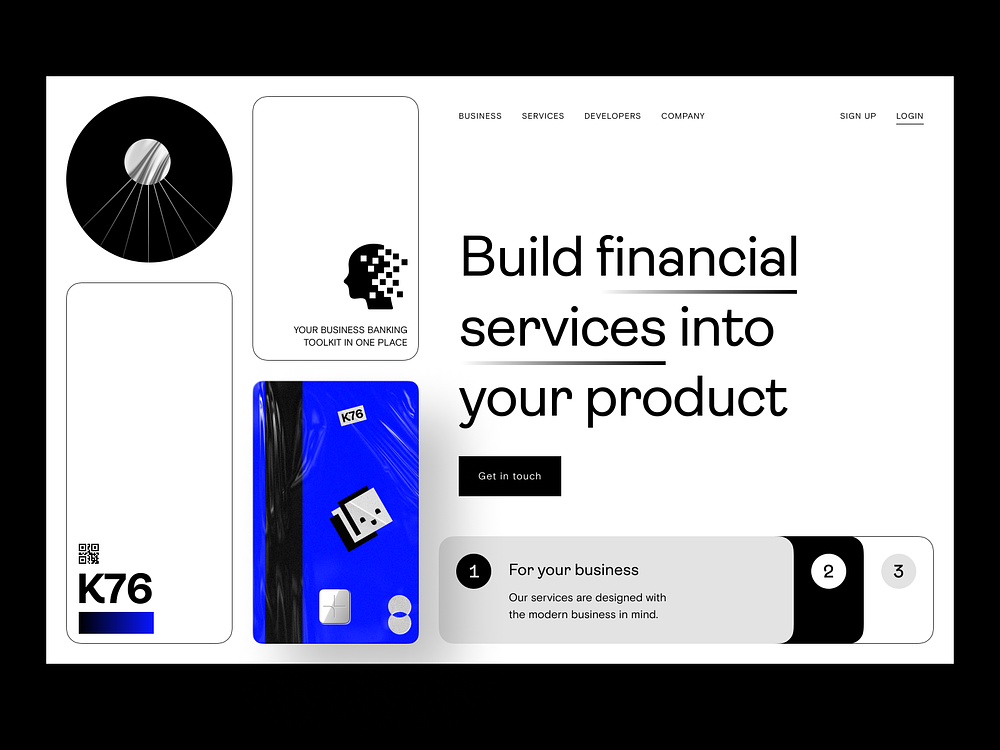 BUSINESS SERVICES DEVELOPERS COMPANY SIGN UP LOGIN
YOUR BUSINESS BANKING
TOOLKIT IN ONE PLACE
K76
K76
Build financial
services into
your product
Get in touch
1 For your business
Our services are designed with
the modern business in mind.
2
3